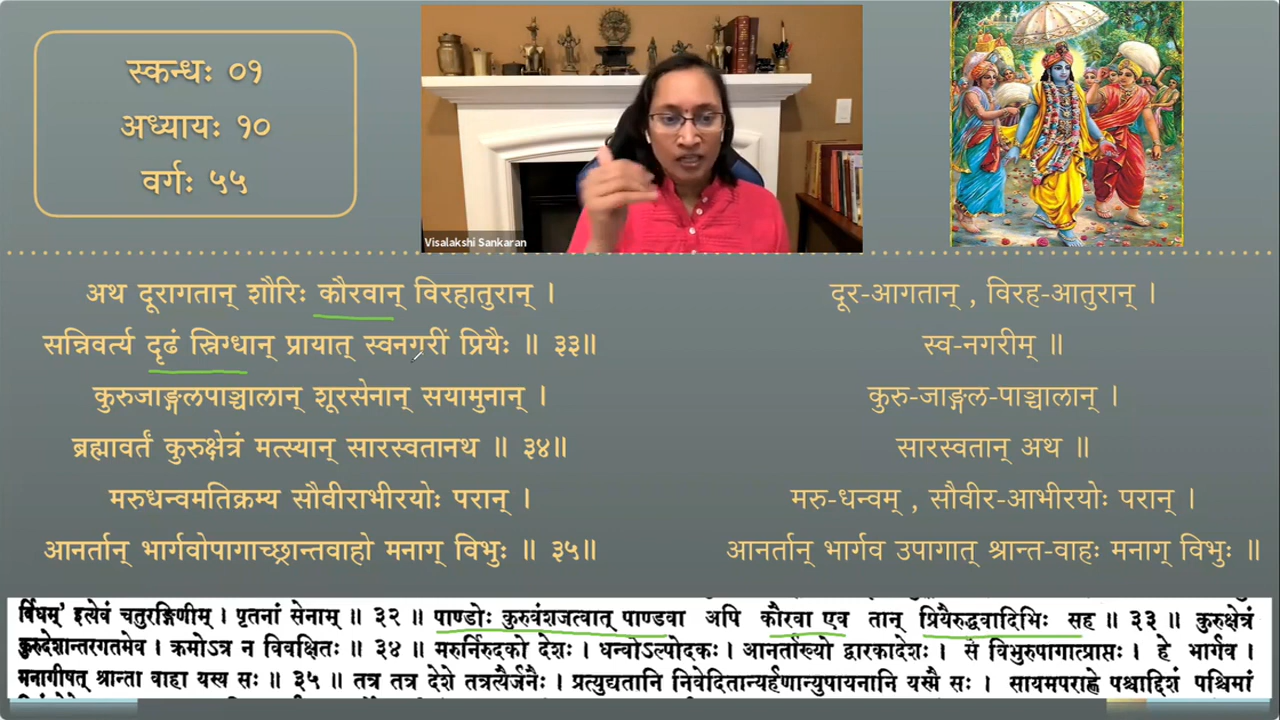 स्कन्धः ०१
अध्यायः १०
वर्गः ५५
Visalakshi Sankaran
अथ दूरागतान् शौरिः कौरवान् विरहातुरान् ।
सन्निवर्त्य दृढं स्निग्धान् प्रायात् स्वनगरीं प्रियैः ॥ ३३॥
कुरुजाङ्गलपाञ्चालान् शूरसेनान् सयामुनान् ।
ब्रह्मावर्तं कुरुक्षेत्रं मत्स्यान् सारस्वतानथ ॥ ३४॥
मरुधन्वमतिक्रम्य सौवीराभीरयोः परान् ।
आनर्तान् भार्गवोपागाच्छ्रान्तवाहो मनाग् विभुः ॥ ३५॥
दूर-आगतान् , विरह-आतुरान् ।
स्व-नगरीम् ॥
कुरु-जाङ्गल-पाञ्चालान् ।
सारस्वतान् अथ ॥
मरु-धन्वम् , सौवीर-आभीरयोः परान् ।
आनर्तान् भार्गव उपागात् श्रान्त-वाहः मनाग् विभुः ॥
इत्येवं चतुरङ्गिणीम् । पृतनां सेनाम् ॥ ३२ ॥ पाण्डोः कुरुवंशजत्वात् पाण्डवा अपि कौरवा एव तान् प्रियैरुद्धवादिभिः सह ॥ ३३ ॥ कुरुक्षेत्रं
कुरुदेशान्तरगतमेव । क्रमोऽत्र न विवक्षितः ॥ ३४ ॥ मरुर्निरुदको देशः । धन्वोऽल्पोदकः । आनर्ताख्यो द्वारकादेशः । स विभुरुपागात्प्राप्तः । हे भार्गव ।
मनागीषत् श्रान्ता वाहा यस्य सः ॥ ३५ ॥ तत्र तत्र देशे तत्रत्यैर्जनैः । प्रत्युद्यतानि निवेदितान्यर्हणान्युपायनानि यस्मै सः । सायमपराह्णे पश्चाद्दिशं पश्चिमां